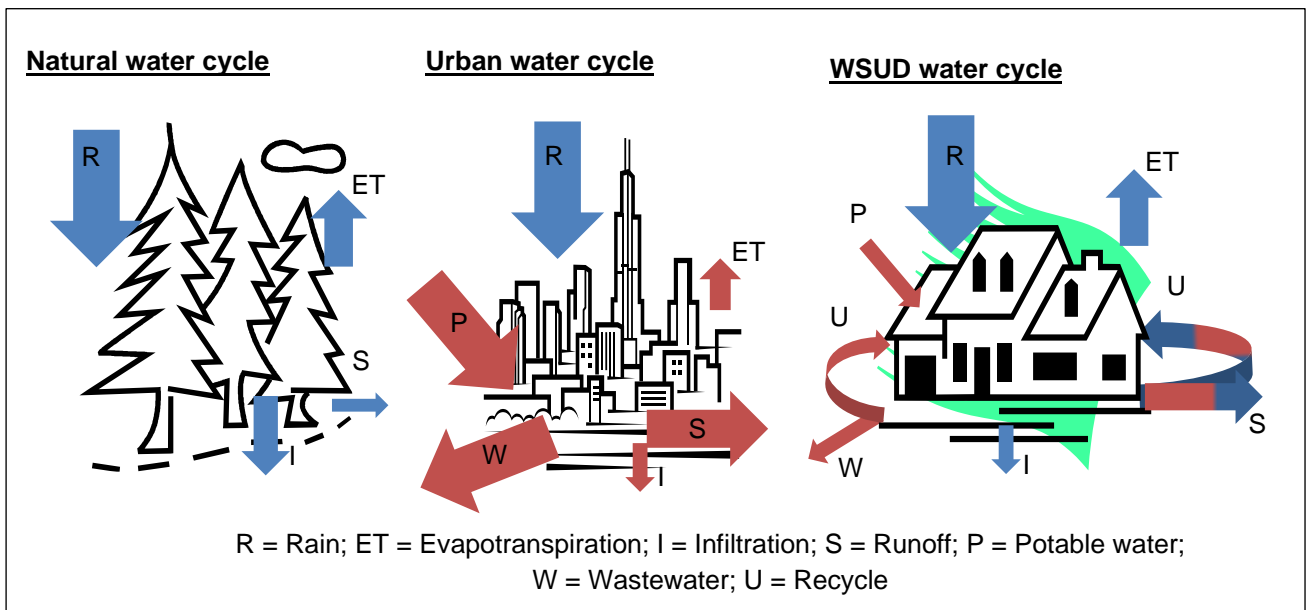 Natural water cycle
Urban water cycle
WSUD water cycle
R
ET
S
I
R
ET
P
S
W
I
R
ET
P
U
U
S
W
I
R = Rain; ET = Evapotranspiration; I = Infiltration; S = Runoff; P = Potable water;
W = Wastewater; U = Recycle